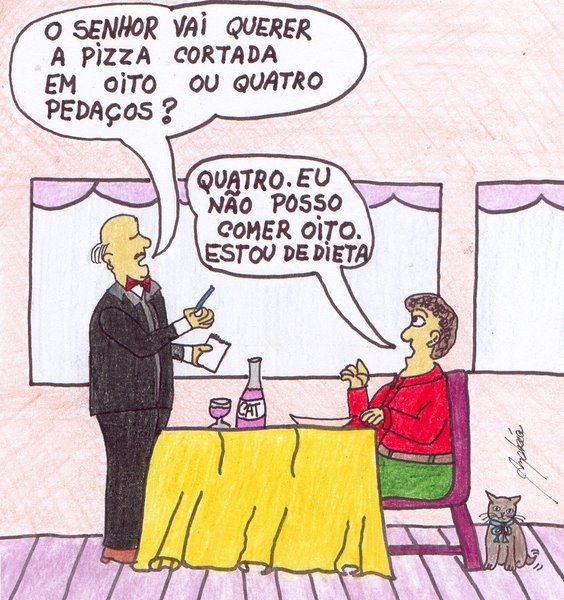 O SENHOR VAI QUERER
A PIZZA CORTADA
EM OITO OU QUATRO
PEDAÇOS?
QUATRO. EU
NÃO POSSO
COMER OITO.
ESTOU DE DIETA
CAT